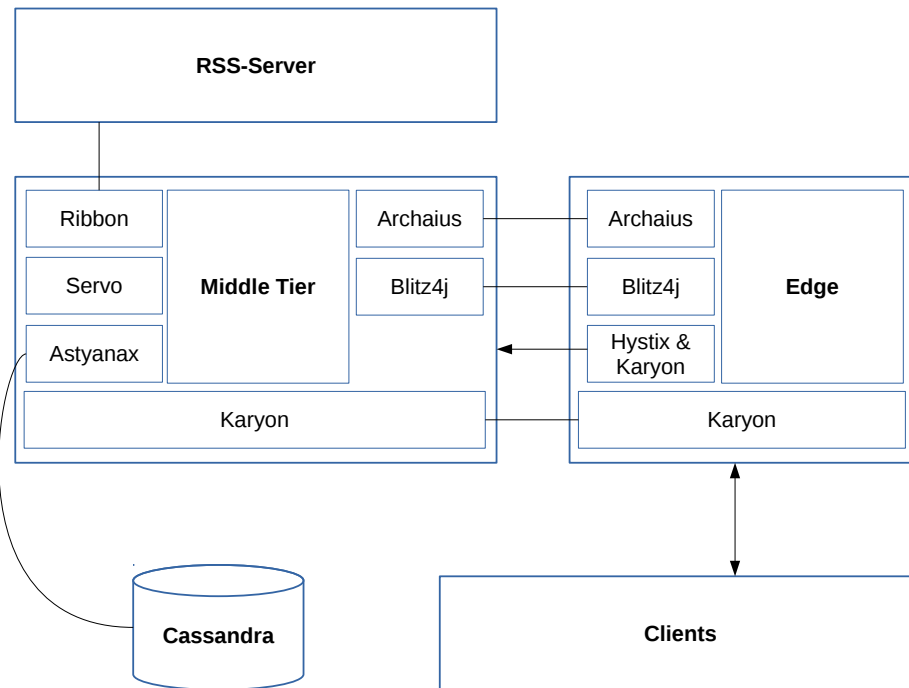 RSS-Server
Ribbon
Servo
Astyanax
Middle Tier
Archaius
Blitz4j
Karyon
Archaius
Blitz4j
Hystix &
Karyon
Edge
Karyon
Cassandra
Clients